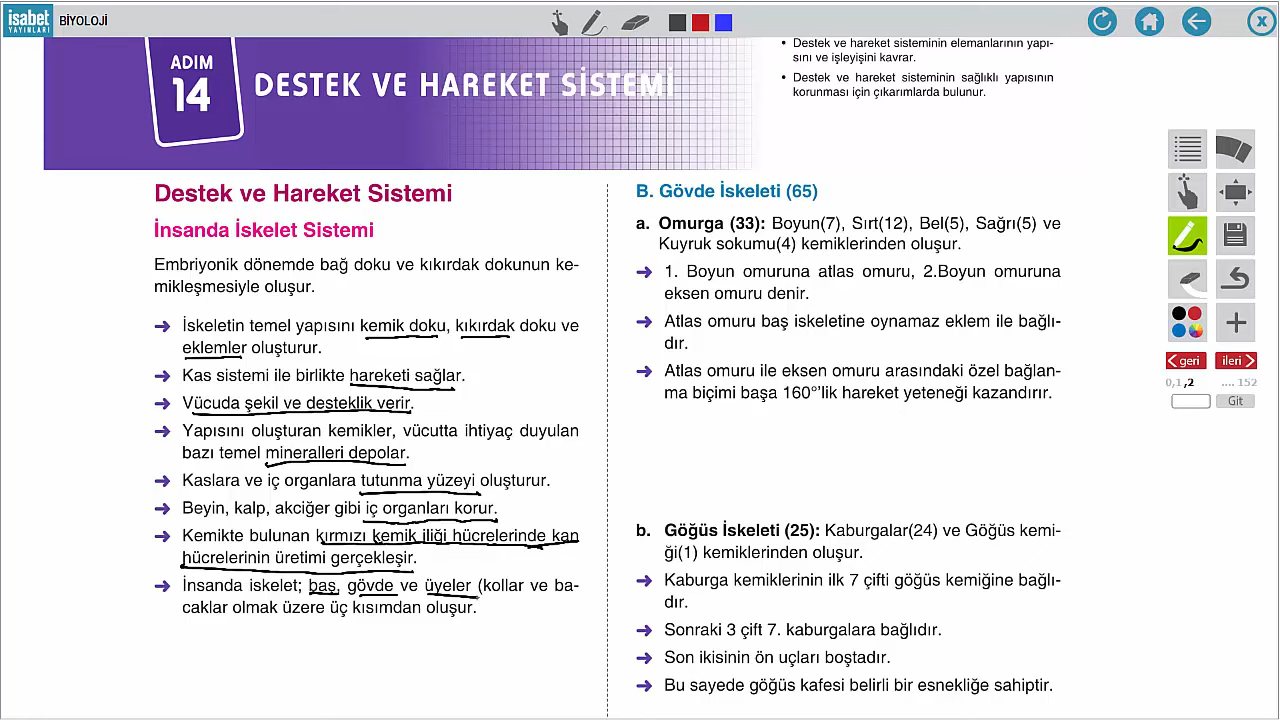 isabet
YAYINLARI
BİYOLOJİ
ADIM
14
DESTEK VE HAREKET SİSTEMİ
• Destek ve hareket sisteminin elemanlarının yapı-
sını ve işleyişini kavrar.
• Destek ve hareket sisteminin sağlıklı yapısının
korunması için çıkarımlarda bulunur.
Destek ve Hareket Sistemi
İnsanda İskelet Sistemi
Embriyonik dönemde bağ doku ve kıkırdak dokunun ke-
mikleşmesiyle oluşur.
➜ İskeletin temel yapısını kemik doku, kıkırdak doku ve
eklemler oluşturur.
➜ Kas sistemi ile birlikte hareketi sağlar.
➜ Vücuda şekil ve desteklik verir.
➜ Yapısını oluşturan kemikler, vücutta ihtiyaç duyulan
bazı temel mineralleri depolar.
➜ Kaslara ve iç organlara tutunma yüzeyi oluşturur.
➜ Beyin, kalp, akciğer gibi iç organları korur.
➜ Kemikte bulunan kırmızı kemik iliği hücrelerinde kan
hücrelerinin üretimi gerçekleşir.
➜ İnsanda iskelet; baş, gövde ve üyeler (kollar ve ba-
caklar olmak üzere üç kısımdan oluşur.
B. Gövde İskeleti (65)
a. Omurga (33): Boyun(7), Sırt(12), Bel(5), Sağrı(5) ve
Kuyruk sokumu(4) kemiklerinden oluşur.
➜ 1. Boyun omuruna atlas omuru, 2.Boyun omuruna
eksen omuru denir.
➜ Atlas omuru baş iskeletine oynamaz eklem ile bağlı-
dır.
➜ Atlas omuru ile eksen omuru arasındaki özel bağlan-
ma biçimi başa 160°'lik hareket yeteneği kazandırır.
b. Göğüs İskeleti (25): Kaburgalar(24) ve Göğüs kemi-
ği(1) kemiklerinden oluşur.
➜ Kaburga kemiklerinin ilk 7 çifti göğüs kemiğine bağlı-
dır.
➜ Sonraki 3 çift 7. kaburgalara bağlıdır.
➜ Son ikisinin ön uçları boştadır.
➜ Bu sayede göğüs kafesi belirli bir esnekliğe sahiptir.
geri ileri
0,1,2 .... 152
Git